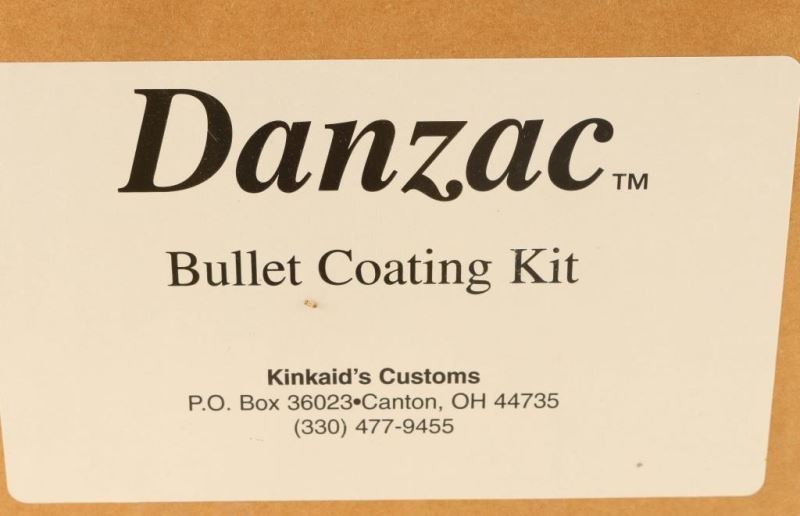 Danzac™
Bullet Coating Kit
Kinkaid's Customs
P.O. Box 36023•Canton, OH 44735
(330) 477-9455